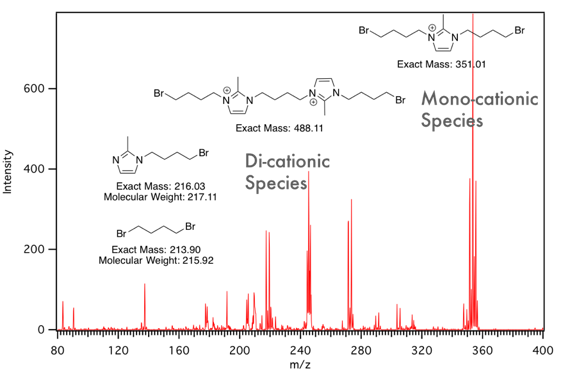 Br
N
⊕
N
Br
Exact Mass: 351.01
Br
N
⊕
N
N
⊕
N
Br
Exact Mass: 488.11
Mono-cationic
Species
N
N
Br
Exact Mass: 216.03
Molecular Weight: 217.11
Di-cationic
Species
Br
Br
Exact Mass: 213.90
Molecular Weight: 215.92
Intensity
600
400
200
0
80 120 160 200 240 280 320 360 400
m/z